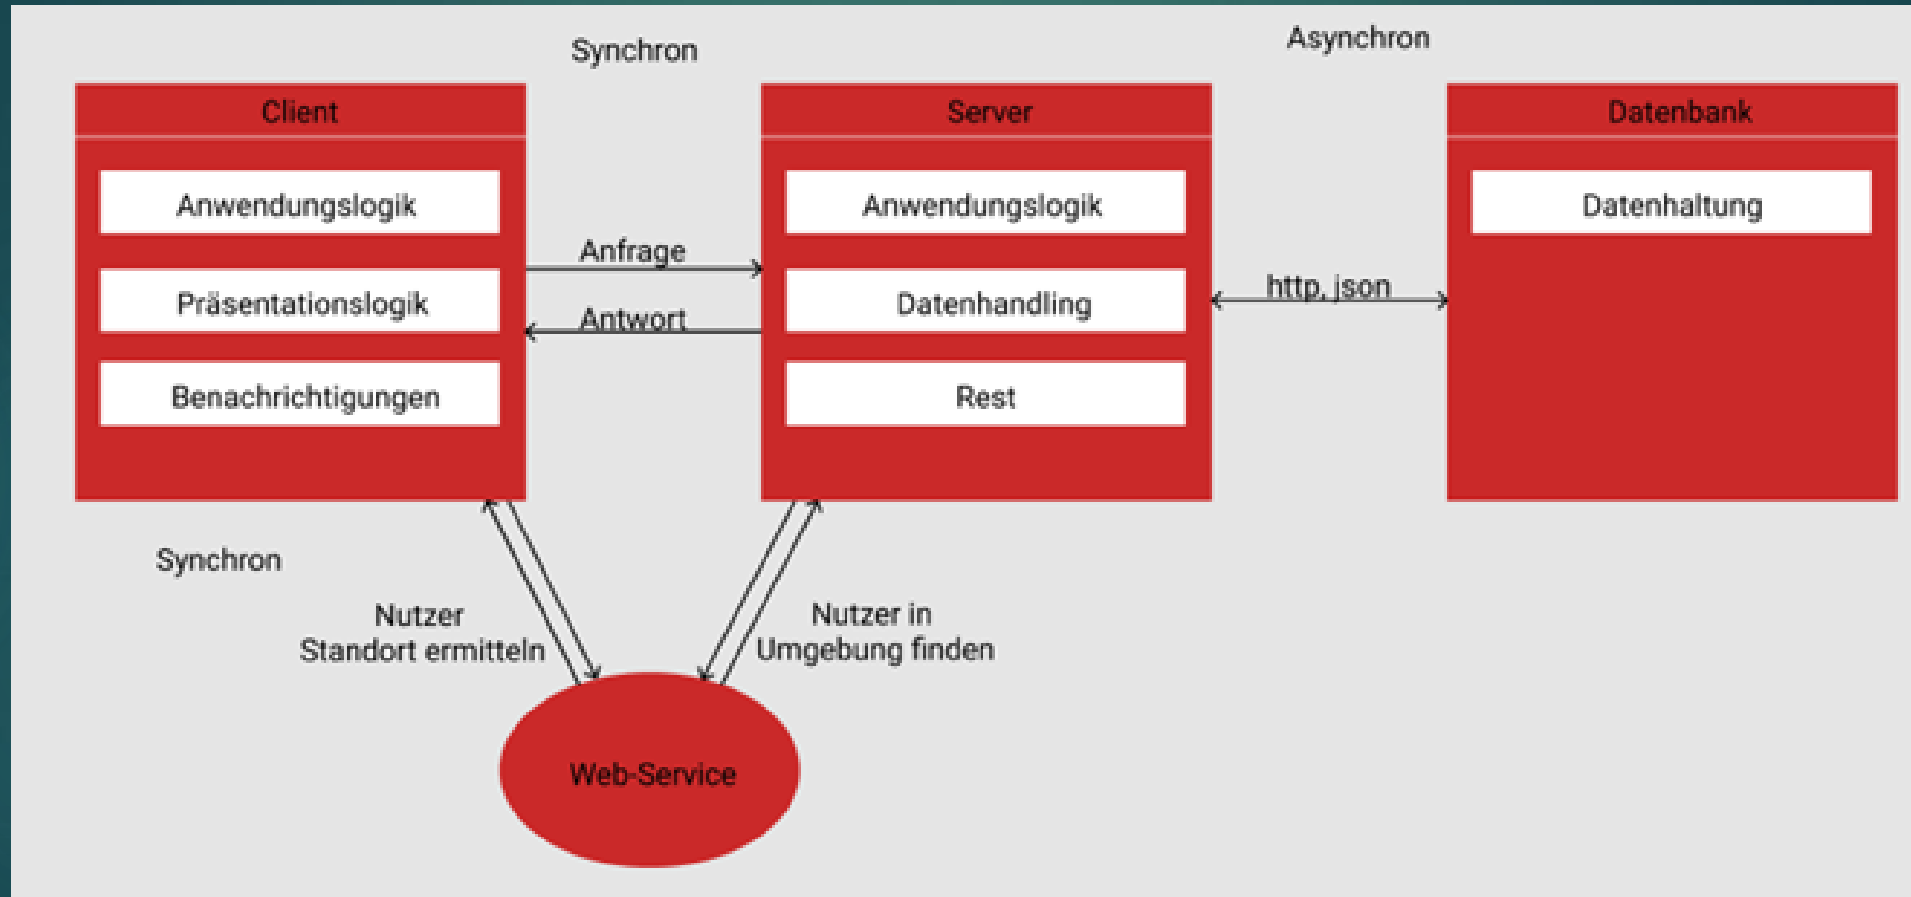 Synchron
Asynchron
Client
Server
Datenbank
Anwendungslogik
Anwendungslogik
Datenhaltung
Anfrage
Präsentationslogik
Datenhandling
http, json
Antwort
Benachrichtigungen
Rest
Synchron
Nutzer
Standort ermitteln
Nutzer in
Umgebung finden
Web-Service